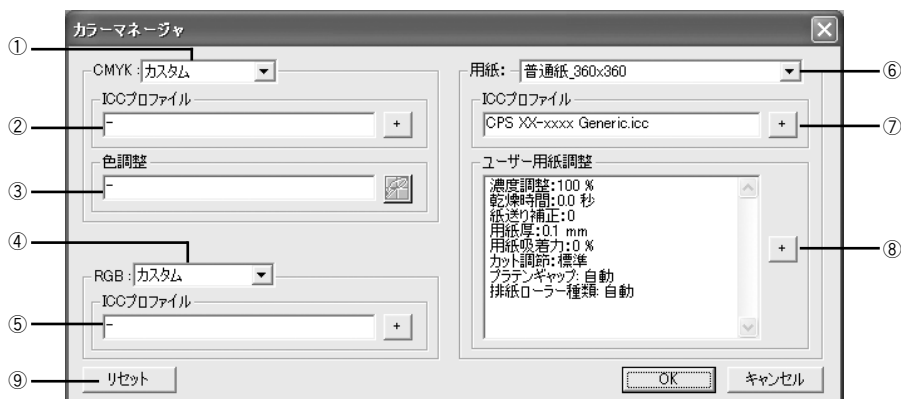 カラーマネージャ
①
CMYK : カスタム
ICCプロファイル
②
-
+
色調整
③
-
④
RGB : カスタム
ICCプロファイル
⑤
-
+
⑨
リセット
用紙: 普通紙_360x360
⑥
ICCプロファイル
CPS XX-xxxx Generic.icc
+
⑦
ユーザー用紙調整
濃度調整:100 %
乾燥時間:0.0 秒
紙送り補正:0
用紙厚:0.1 mm
用紙吸着力:0 %
カット調節:標準
プラテンギャップ: 自動
排紙ローラー種類: 自動
+
⑧
OK
キャンセル